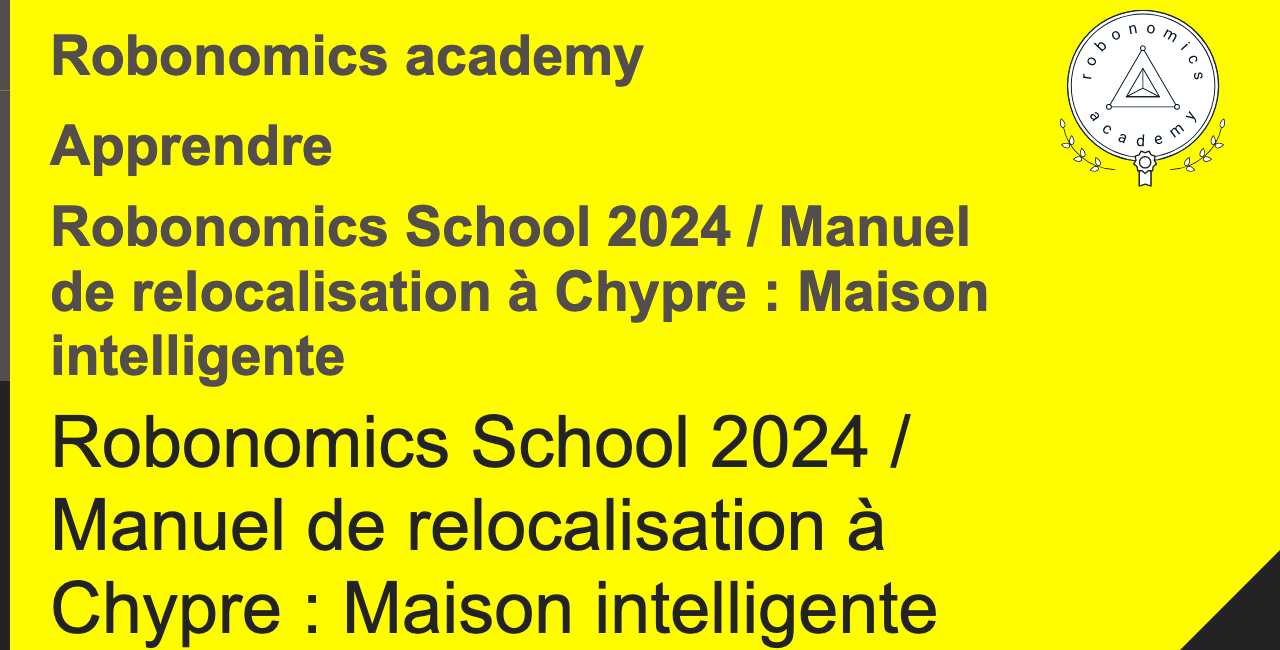 Robonomics academy
robonomics
academy
Apprendre
Robonomics School 2024 / Manuel
de relocalisation à Chypre : Maison
intelligente
Robonomics School 2024 /
Manuel de relocalisation à
Chypre : Maison intelligente